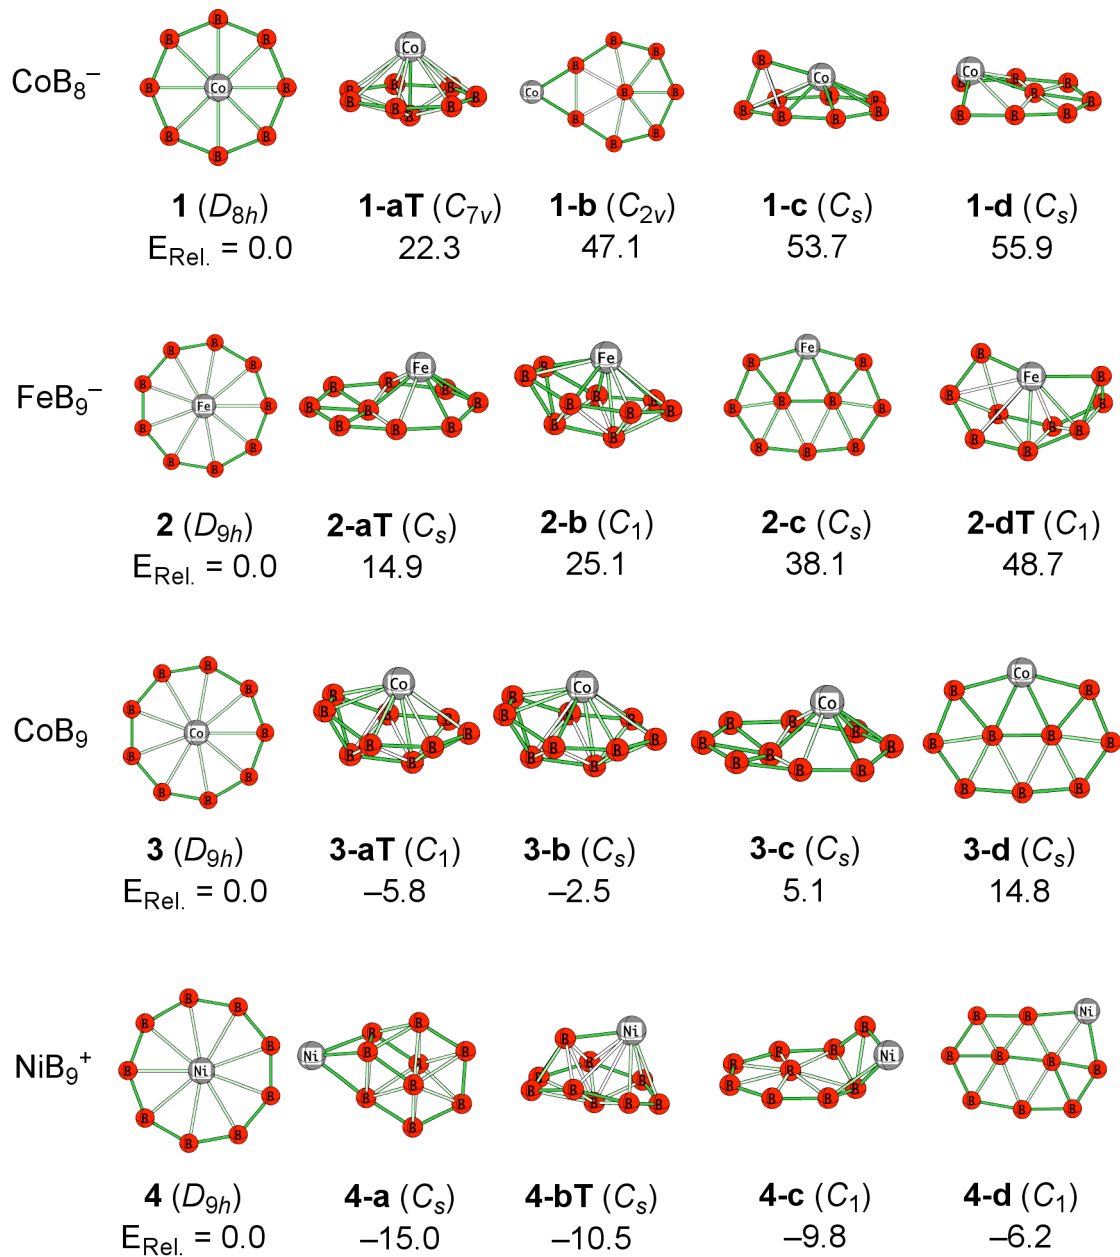 CoB8–
1 (D8h) 1-aT (C7v) 1-b (C2v) 1-c (Cs) 1-d (Cs)
ERel. = 0.0 22.3 47.1 53.7 55.9
FeB9–
2 (D9h) 2-aT (Cs) 2-b (C1) 2-c (Cs) 2-dT (C1)
ERel. = 0.0 14.9 25.1 38.1 48.7
CoB9
3 (D9h) 3-aT (C1) 3-b (Cs) 3-c (Cs) 3-d (Cs)
ERel. = 0.0 –5.8 –2.5 5.1 14.8
NiB9+
4 (D9h) 4-a (Cs) 4-bT (Cs) 4-c (C1) 4-d (C1)
ERel. = 0.0 –15.0 –10.5 –9.8 –6.2